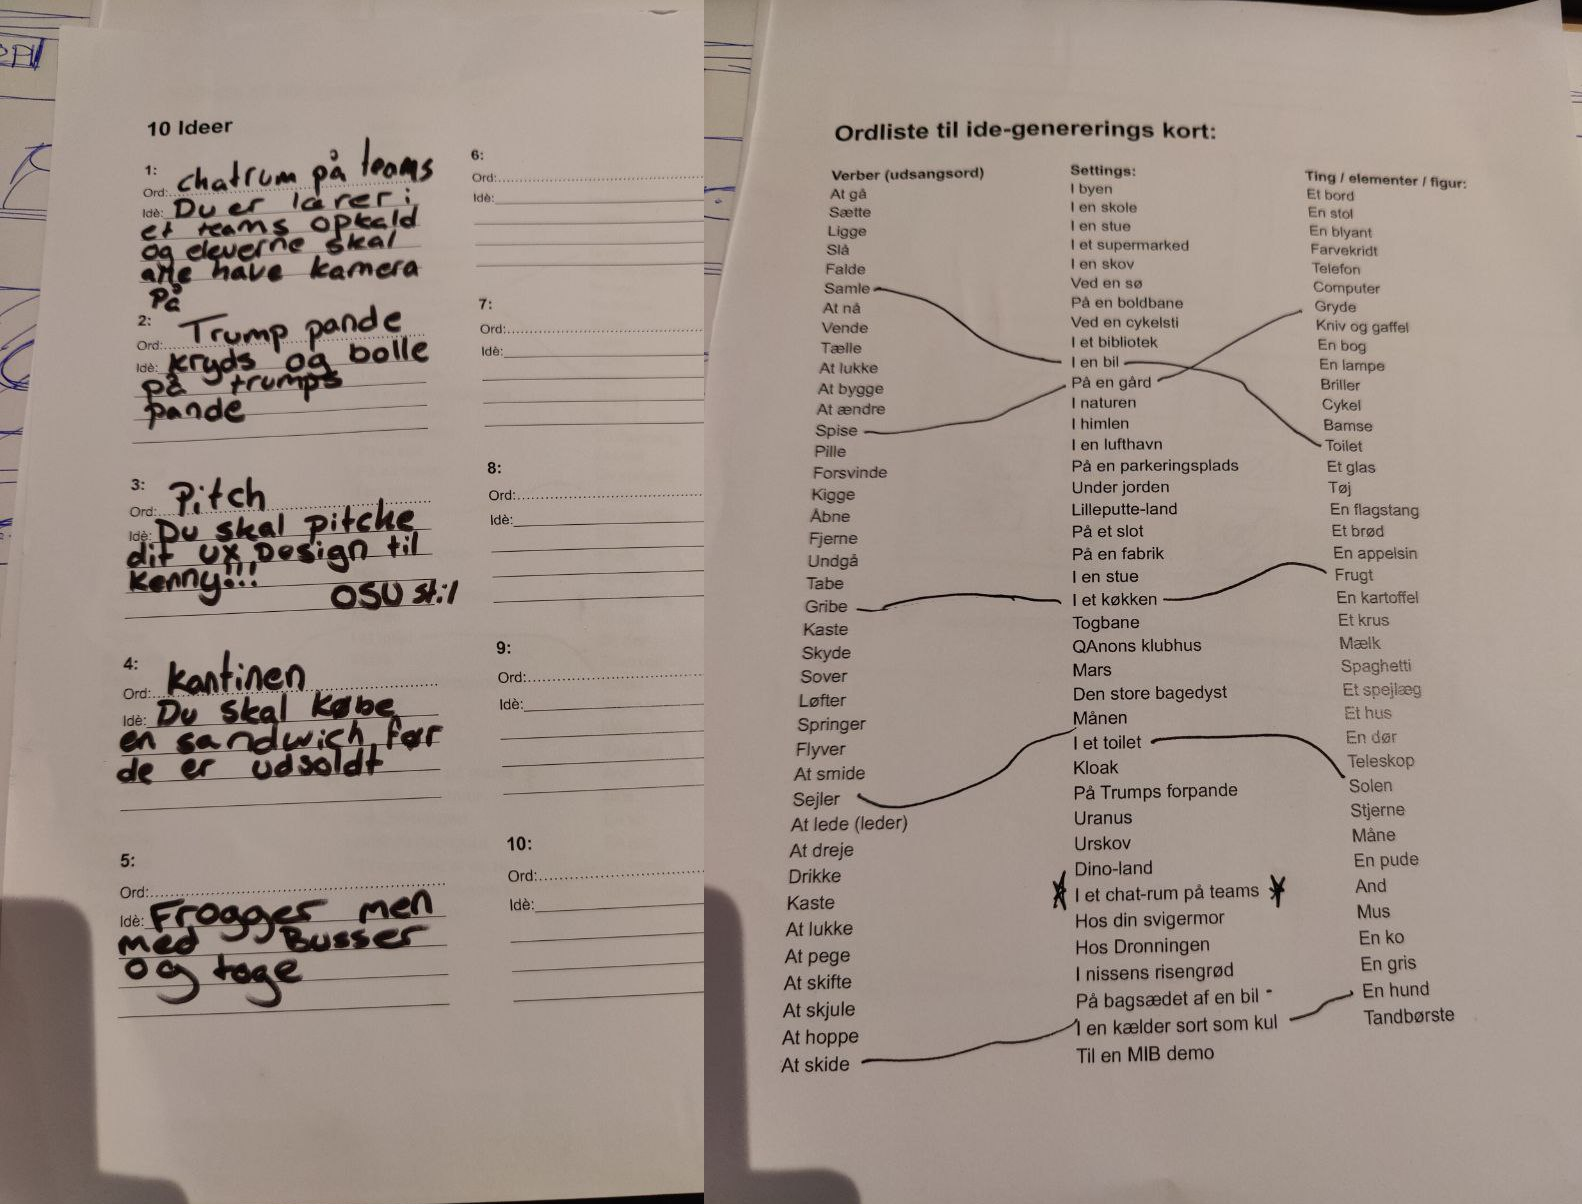 10 Ideer
1:
Ord: chatrum på teams
Idè: Du er lærer i
et teams opkald
og eleverne skal
alle have kamera
på
2:
Ord: Trump pande
Idè: kryds og bolle
på trumps
pande
3:
Ord: Pitch
Idè: Du skal pitche
dit UX Design til
Kenny!!!
OSU stil
4:
Ord: Kantinen
Idè: Du skal købe
en sandwich før
de er udsoldt
5:
Ord:
Idè: Frogger men
med Busser
og toge
6:
Ord:
Idè:
7:
Ord:
Idè:
8:
Ord:
Idè:
9:
Ord:
Idè:
10:
Ord:
Idè:
Ordliste til ide-genererings kort:
Verber (udsangsord)
At gå
Sætte
Ligge
Slå
Falde
Samle
At nå
Vende
Tælle
At lukke
At bygge
At ændre
Spise
Pille
Forsvinde
Kigge
Åbne
Fjerne
Undgå
Tabe
Gribe
Kaste
Skyde
Sover
Løfter
Springer
Flyver
At smide
Sejler
At lede (leder)
At dreje
Drikke
Kaste
At lukke
At pege
At skifte
At skjule
At hoppe
At skide
Settings:
I byen
I en skole
I en stue
I et supermarked
I en skov
Ved en sø
På en boldbane
Ved en cykelsti
I et bibliotek
I en bil
På en gård
I naturen
I himlen
I en lufthavn
På en parkeringsplads
Under jorden
Lilleputte-land
På et slot
På en fabrik
I en stue
I et køkken
Togbane
QAnons klubhus
Mars
Den store bagedyst
Månen
I et toilet
Kloak
På Trumps forpande
Uranus
Urskov
Dino-land
I et chat-rum på teams
Hos din svigermor
Hos Dronningen
I nissens risengrød
På bagsædet af en bil
I en kælder sort som kul
Til en MIB demo
Ting / elementer / figur:
Et bord
En stol
En blyant
Farvekridt
Telefon
Computer
Gryde
Kniv og gaffel
En bog
En lampe
Briller
Cykel
Bamse
Toilet
Et glas
Tøj
En flagstang
Et brød
En appelsin
Frugt
En kartoffel
Et krus
Mælk
Spaghetti
Et spejlæg
Et hus
En dør
Teleskop
Solen
Stjerne
Måne
En pude
And
Mus
En ko
En gris
En hund
Tandbørste